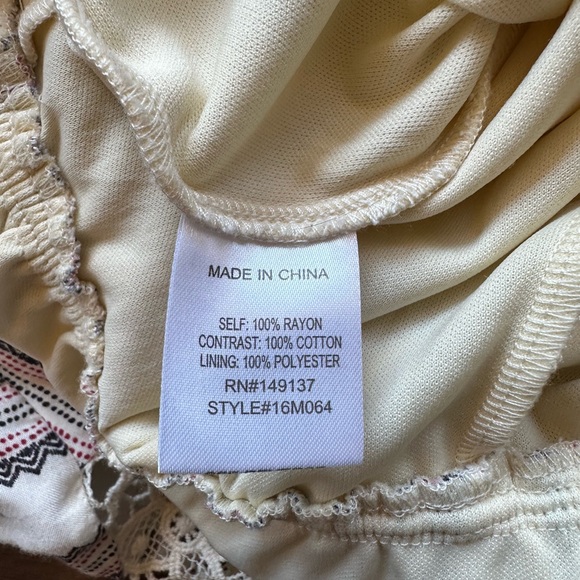 MADE IN CHINA
SELF: 100% RAYON
CONTRAST: 100% COTTON
LINING: 100% POLYESTER
RN#149137
STYLE#16M064